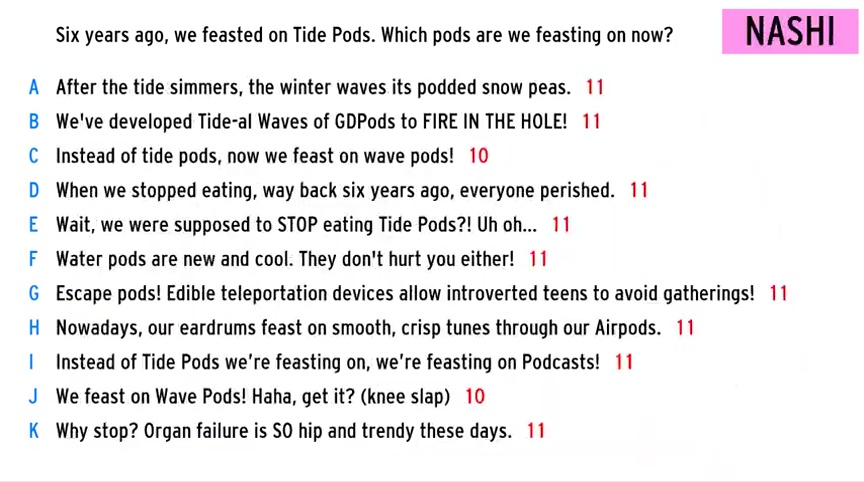 Six years ago, we feasted on Tide Pods. Which pods are we feasting on now?
NASHI
A After the tide simmers, the winter waves its podded snow peas. 11
B We've developed Tide-al Waves of GDPods to FIRE IN THE HOLE! 11
C Instead of tide pods, now we feast on wave pods! 10
D When we stopped eating, way back six years ago, everyone perished. 11
E Wait, we were supposed to STOP eating Tide Pods?! Uh oh... 11
F Water pods are new and cool. They don't hurt you either! 11
G Escape pods! Edible teleportation devices allow introverted teens to avoid gatherings! 11
H Nowadays, our eardrums feast on smooth, crisp tunes through our Airpods. 11
I Instead of Tide Pods we're feasting on, we're feasting on Podcasts! 11
J We feast on Wave Pods! Haha, get it? (knee slap) 10
K Why stop? Organ failure is SO hip and trendy these days. 11